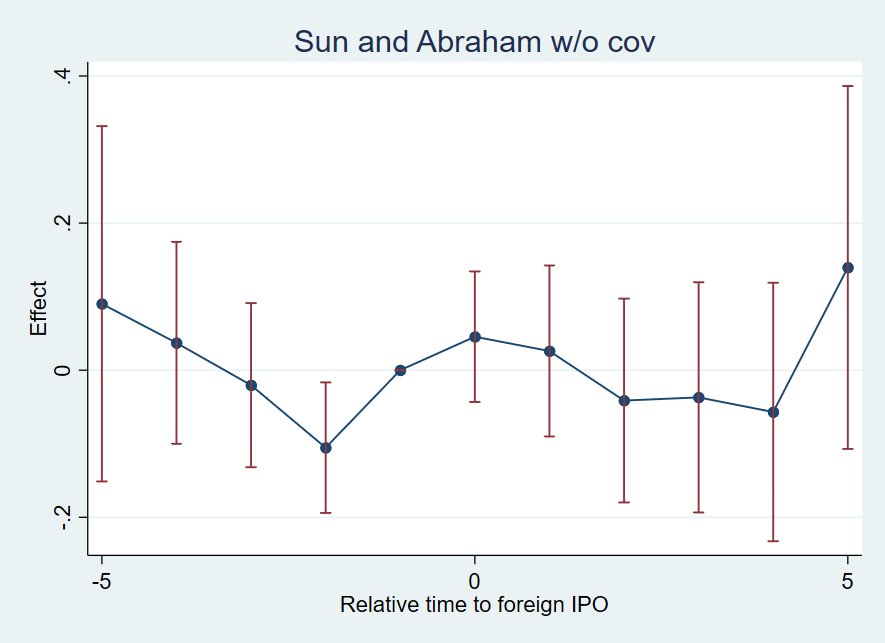 Sun and Abraham w/o cov
.4
.2
0
-.2
Effect
-5
0
5
Relative time to foreign IPO